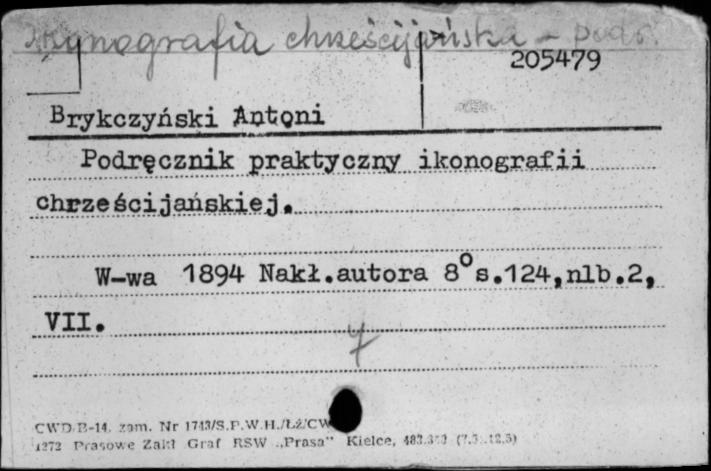 Ikonografia chrześcijańska - podr.
205479
Brykczyński Antoni
Podręcznik praktyczny ikonografii
chrześcijańskiej.
W-wa 1894 Nakł.autora 8° s.124,nlb.2,
VII.
CWD B-14. zam. Nr 1743/S.P.W.H./ŁŻ/CW
1272 Prasowe Zakł Graf RSW „Prasa" Kielce,